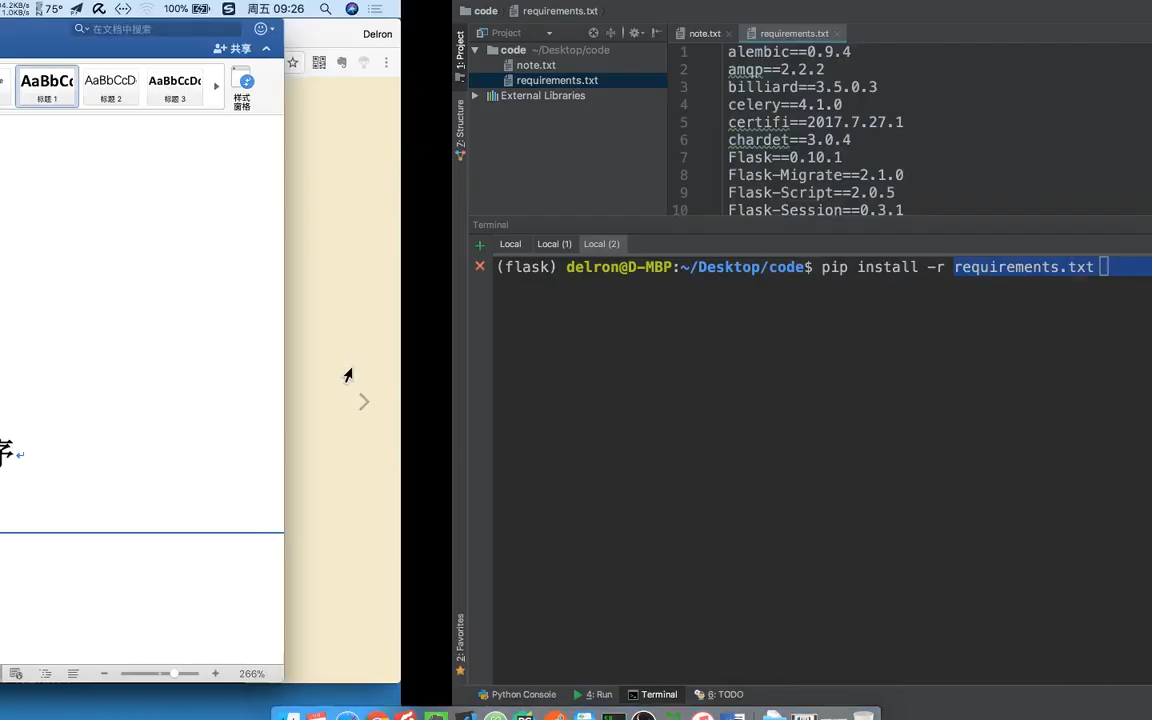 1.0KB/s
75°
100%
周五 09:26
在文档中搜索
共享
AaBbCc
标题 1
AaBbCcD
标题 2
AaBbCcDc
标题 3
样式
窗格
字
266%
Delron
code
requirements.txt
1: Project
Project
note.txt
requirements.txt
code ~/Desktop/code
note.txt
requirements.txt
External Libraries
7: Structure
1 alembic==0.9.4
2 amqp==2.2.2
3 billiard==3.5.0.3
4 celery==4.1.0
5 certifi==2017.7.27.1
6 chardet==3.0.4
7 Flask==0.10.1
8 Flask-Migrate==2.1.0
9 Flask-Script==2.0.5
10 Flask-Session==0.3.1
Terminal
Local
Local (1)
Local (2)
(flask) delron@D-MBP:~/Desktop/code$ pip install -r requirements.txt
2: Favorites
Python Console
4: Run
Terminal
6: TODO